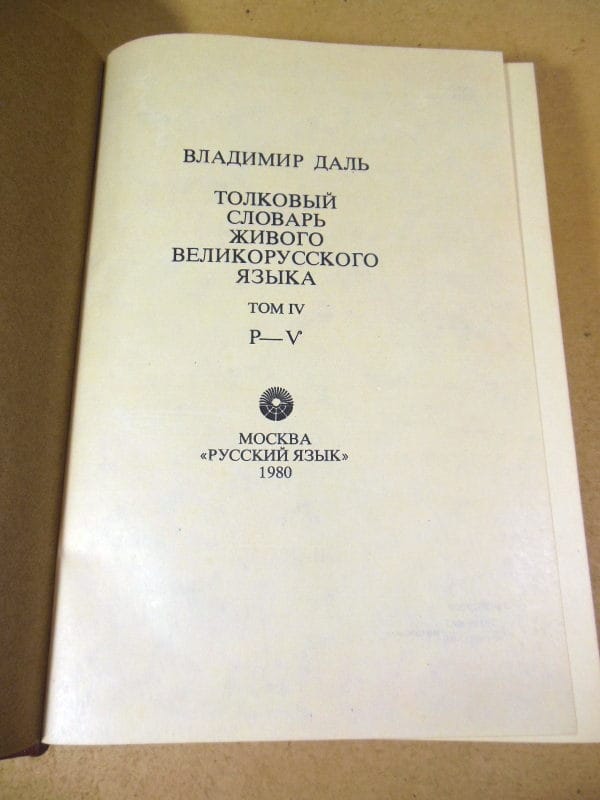 ВЛАДИМИР ДАЛЬ
ТОЛКОВЫЙ
СЛОВАРЬ
ЖИВОГО
ВЕЛИКОРУССКОГО
ЯЗЫКА
ТОМ IV
Р—Ѵ
МОСКВА
«РУССКИЙ ЯЗЫК»
1980